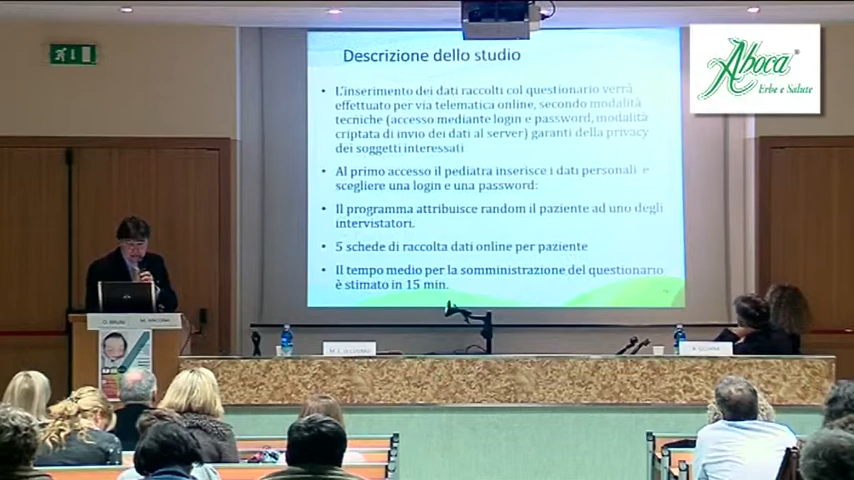 Descrizione dello studio
• L'inserimento dei dati raccolti col questionario verrà
effettuato per via telematica online, secondo modalità
tecniche (accesso mediante login e password, modalità
criptata di invio dei dati al server) garanti della privacy
dei soggetti interessati
• Al primo accesso il pediatra inserisce i dati personali e
scegliere una login e una password:
• Il programma attribuisce random il paziente ad uno degli
intervistatori.
• 5 schede di raccolta dati online per paziente
• Il tempo medio per la somministrazione del questionario
è stimato in 15 min.
Aboca®
Erbe e Salute